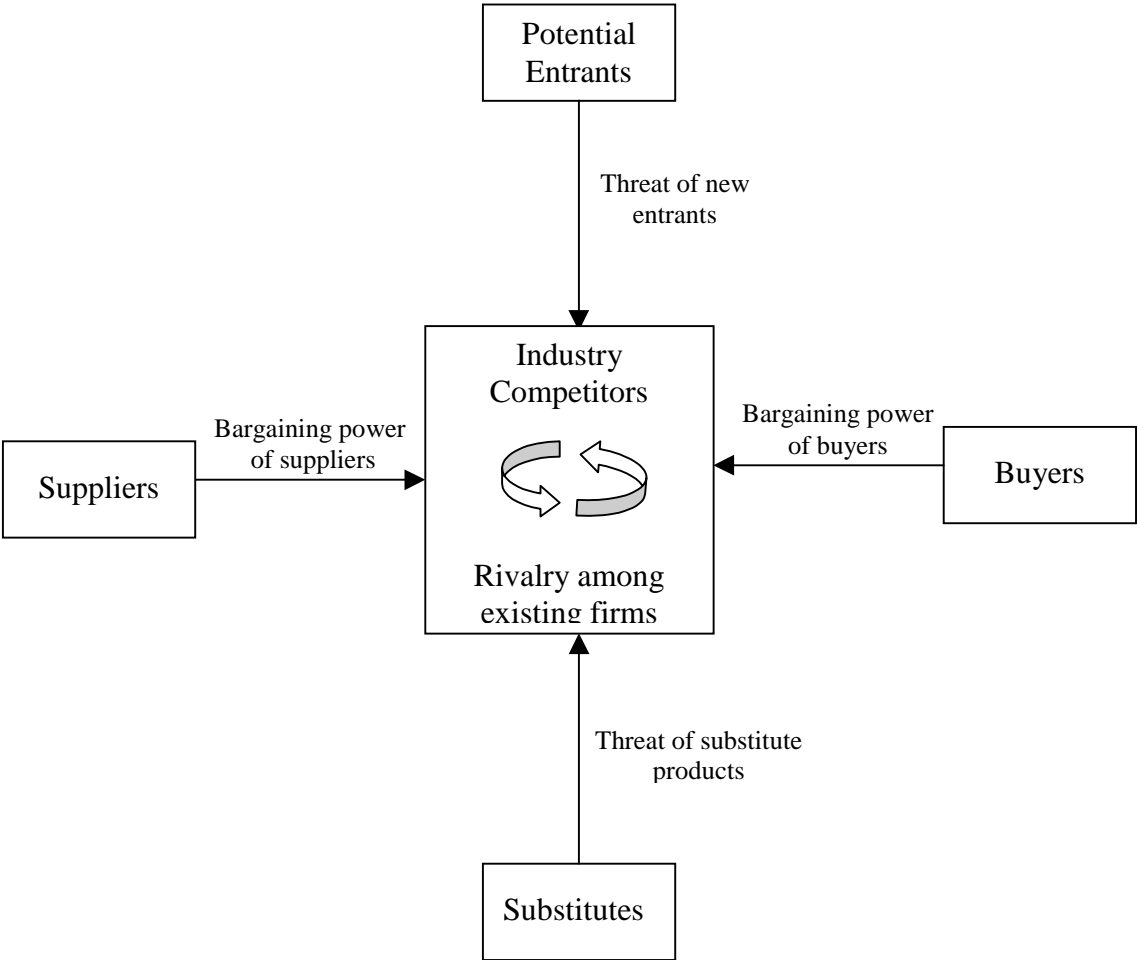 Potential
Entrants
Threat of new
entrants
Industry
Competitors
Bargaining power
of suppliers
Bargaining power
of buyers
Suppliers
Buyers
Rivalry among
existing firms
Threat of substitute
products
Substitutes